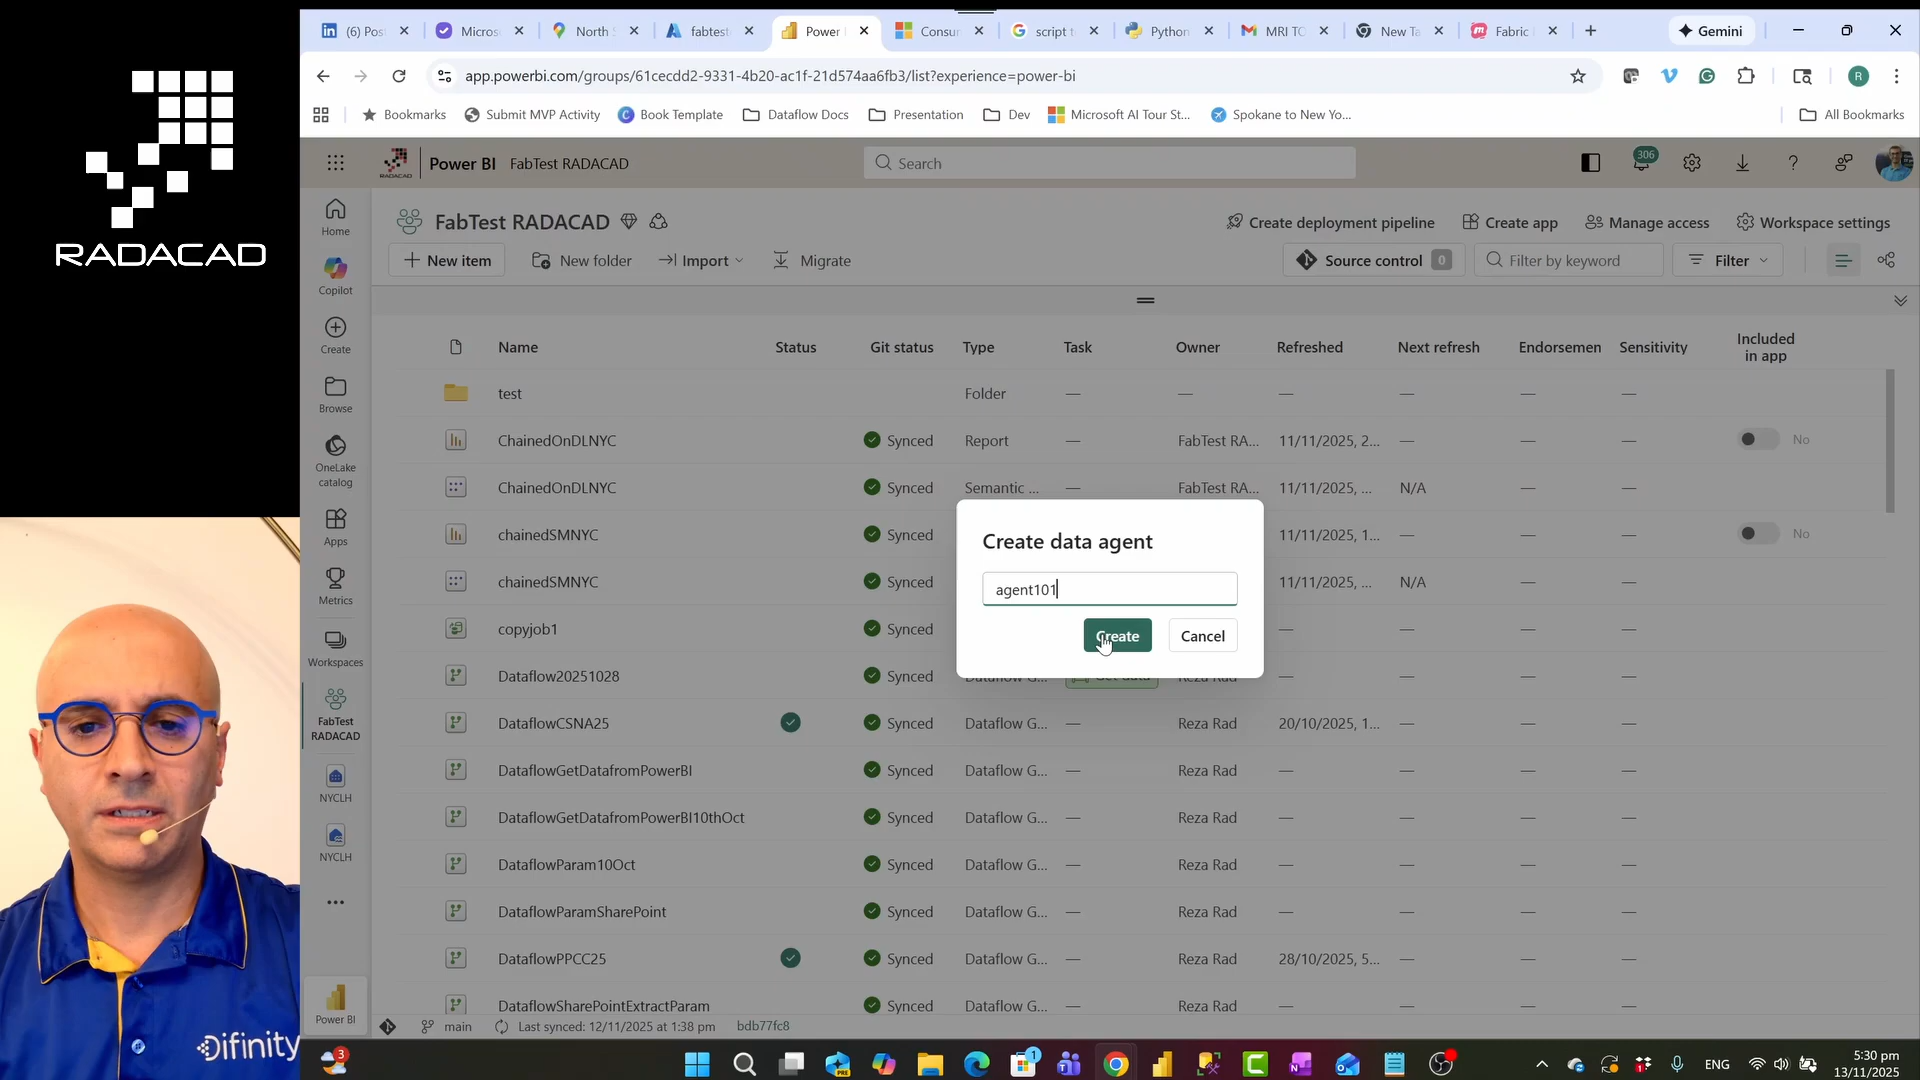 RADACAD
Difinity
(6) Pos
Micros
North
fabtest
Power
Consu
script t
Python
MRI TO
New Ta
Fabric
Gemini
app.powerbi.com/groups/61cecdd2-9331-4b20-ac1f-21d574aa6fb3/list?experience=power-bi
R
Bookmarks
Submit MVP Activity
Book Template
Dataflow Docs
Presentation
Dev
Microsoft AI Tour St...
Spokane to New Yo...
All Bookmarks
RADACAD
Power BI
FabTest RADACAD
Search
306
Home
Copilot
Create
Browse
OneLake
catalog
Apps
Metrics
Workspaces
FabTest
RADACAD
NYCLH
NYCLH
Power BI
FabTest RADACAD
Create deployment pipeline
Create app
Manage access
Workspace settings
New item
New folder
Import
Migrate
Source control 0
Filter by keyword
Filter
Name Status Git status Type Task Owner Refreshed Next refresh Endorsemen Sensitivity Included
in app
test Folder — — — — — —
ChainedOnDLNYC Synced Report — FabTest RA... 11/11/2025, 2... — — — No
ChainedOnDLNYC Synced Semantic ... — FabTest RA... 11/11/2025, ... N/A — —
chainedSMNYC Synced 11/11/2025, 1... — — — No
chainedSMNYC Synced 11/11/2025, ... N/A — —
copyjob1 Synced — — — —
Dataflow20251028 Synced — — — —
DataflowCSNA25 Synced Dataflow G... — Reza Rad 20/10/2025, 1... — — —
DataflowGetDatafromPowerBI Synced Dataflow G... — Reza Rad — — — —
DataflowGetDatafromPowerBI10thOct Synced Dataflow G... — Reza Rad — — — —
DataflowParam10Oct Synced Dataflow G... — Reza Rad — — — —
DataflowParamSharePoint Synced Dataflow G... — Reza Rad — — — —
DataflowPPCC25 Synced Dataflow G... — Reza Rad 28/10/2025, 5... — — —
DataflowSharePointExtractParam Synced Dataflow G... — Reza Rad — — — —
Create data agent
agent101
Create
Cancel
main
Last synced: 12/11/2025 at 1:38 pm
bdb77fc8
3
PRE
1
ENG
5:30 pm
13/11/2025